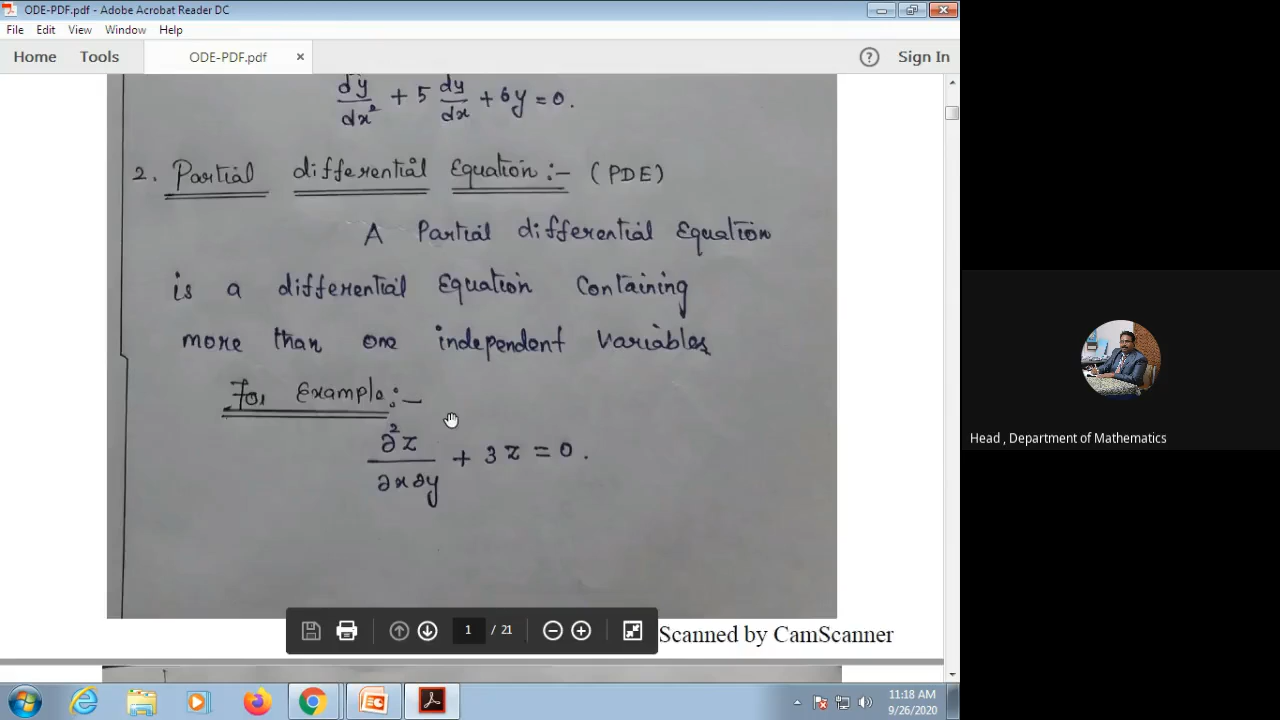 ODE-PDF.pdf - Adobe Acrobat Reader DC
File Edit View Window Help
Home Tools ODE-PDF.pdf × ? Sign In
dy/dx² + 5 dy/dx + 6y = 0.
2. Partial differential Equation :- (PDE)
A Partial differential Equation
is a differential Equation Containing
more than one independent Variables
For Example:-
∂²z/∂x∂y + 3z = 0.
1 / 21
Scanned by CamScanner
Head , Department of Mathematics
11:18 AM
9/26/2020